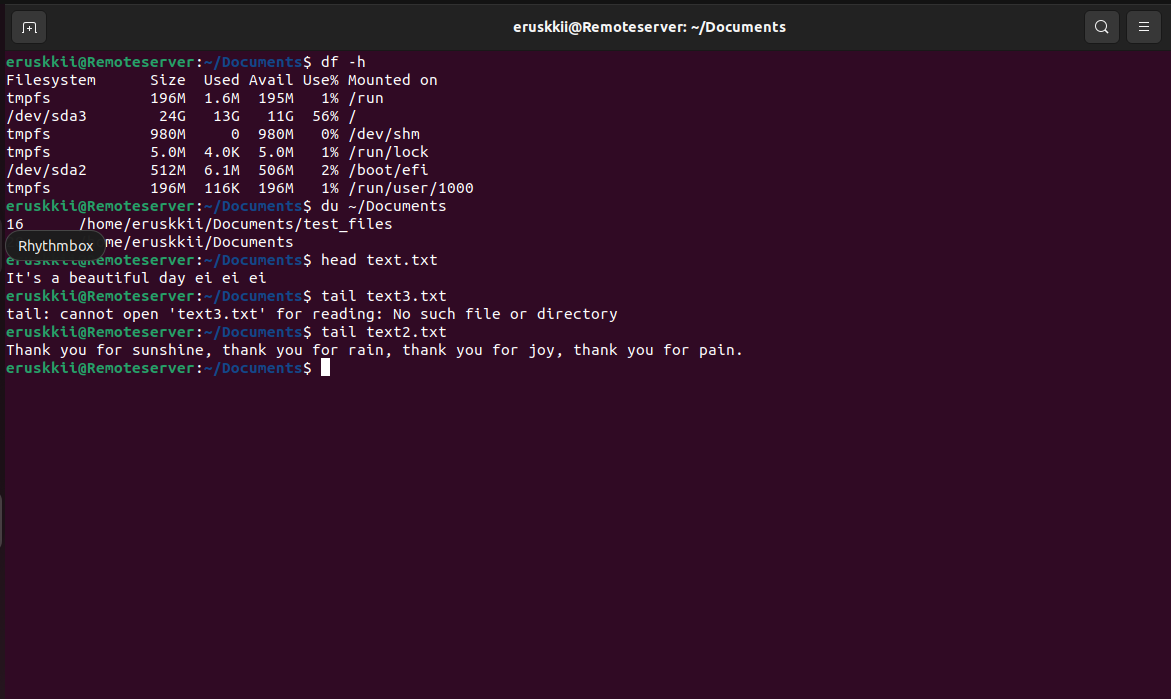 eruskkii@Remoteserver: ~/Documents
eruskkii@Remoteserver:~/Documents$ df -h
Filesystem      Size  Used Avail Use% Mounted on
tmpfs           196M  1.6M  195M   1% /run
/dev/sda3        24G   13G   11G  56% /
tmpfs           980M     0  980M   0% /dev/shm
tmpfs           5.0M  4.0K  5.0M   1% /run/lock
/dev/sda2       512M  6.1M  506M   2% /boot/efi
tmpfs           196M  116K  196M   1% /run/user/1000
eruskkii@Remoteserver:~/Documents$ du ~/Documents
16      /home/eruskkii/Documents/test_files
Rhythmbox
me/eruskkii/Documents
eruskkii@Remoteserver:~/Documents$ head text.txt
It's a beautiful day ei ei ei
eruskkii@Remoteserver:~/Documents$ tail text3.txt
tail: cannot open 'text3.txt' for reading: No such file or directory
eruskkii@Remoteserver:~/Documents$ tail text2.txt
Thank you for sunshine, thank you for rain, thank you for joy, thank you for pain.
eruskkii@Remoteserver:~/Documents$